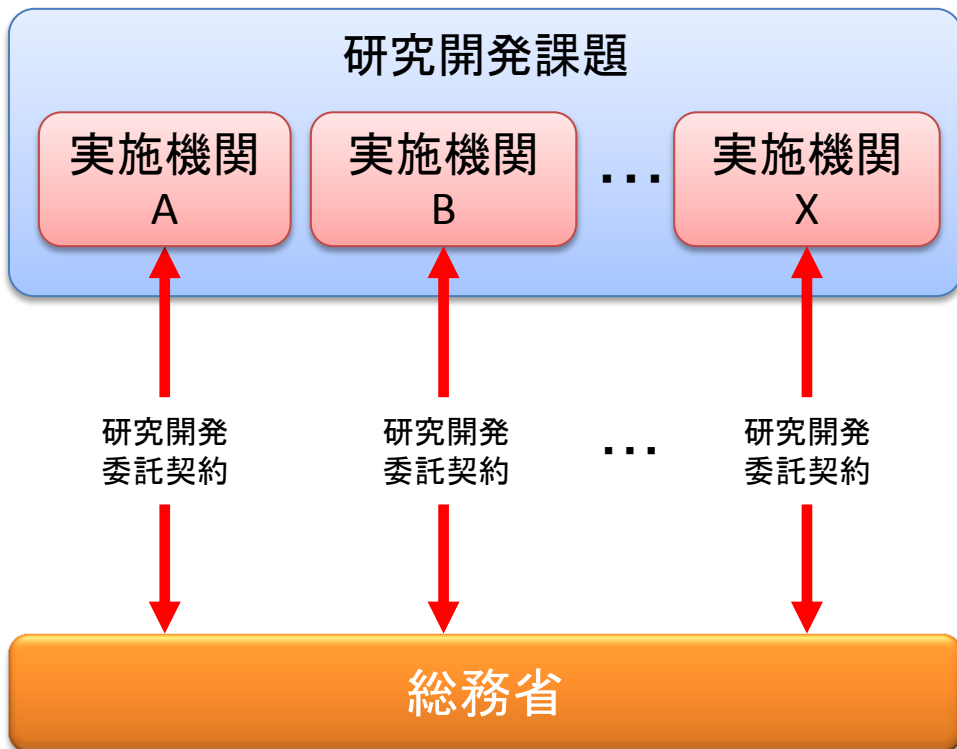 研究開発課題
実施機関
A
実施機関
B
…
実施機関
X
研究開発
委託契約
研究開発
委託契約
…
研究開発
委託契約
総務省